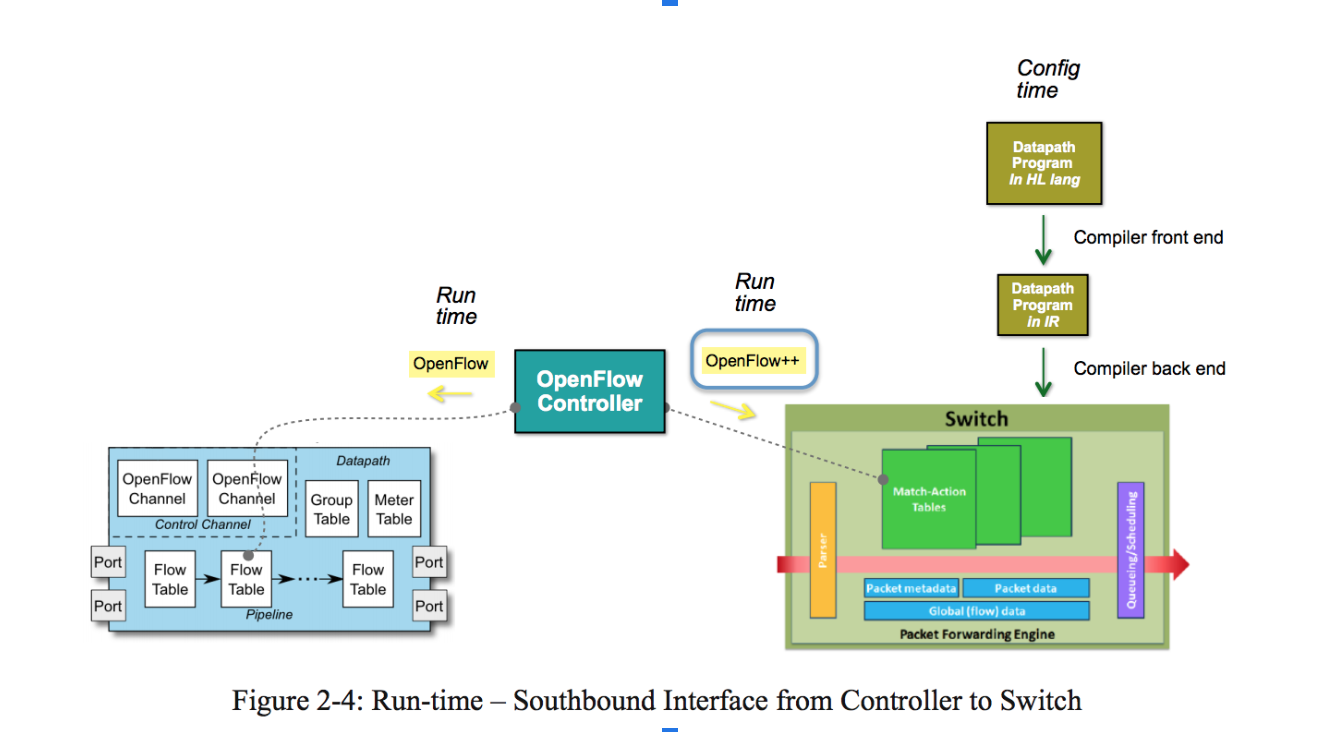 Config
time
Datapath
Program
In HL lang
Compiler front end
Datapath
Program
in IR
Compiler back end
Run
time
OpenFlow
Run
time
OpenFlow++
OpenFlow
Controller
Datapath
OpenFlow
Channel
OpenFlow
Channel
Control Channel
Group
Table
Meter
Table
Port
Port
Flow
Table
Flow
Table
Flow
Table
Pipeline
Port
Port
Switch
Match-Action
Tables
Parser
Packet metadata
Packet data
Global (flow) data
Queueing/Scheduling
Packet Forwarding Engine
Figure 2-4: Run-time – Southbound Interface from Controller to Switch